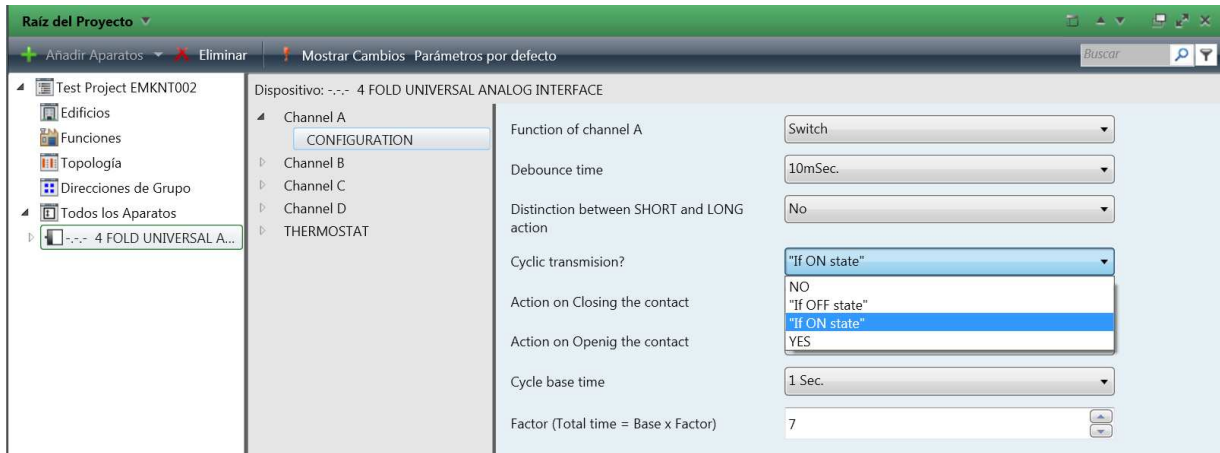 Raíz del Proyecto
Añadir Aparatos Eliminar Mostrar Cambios Parámetros por defecto Buscar
Test Project EMKNT002
Edificios
Funciones
Topología
Direcciones de Grupo
Todos los Aparatos
-.-.- 4 FOLD UNIVERSAL A...
Dispositivo: -.-.- 4 FOLD UNIVERSAL ANALOG INTERFACE
Channel A
CONFIGURATION
Channel B
Channel C
Channel D
THERMOSTAT
Function of channel A Switch
Debounce time 10mSec.
Distinction between SHORT and LONG
action
No
Cyclic transmision? "If ON state"
NO
"If OFF state"
"If ON state"
YES
Action on Closing the contact
Action on Openig the contact
Cycle base time 1 Sec.
Factor (Total time = Base x Factor) 7